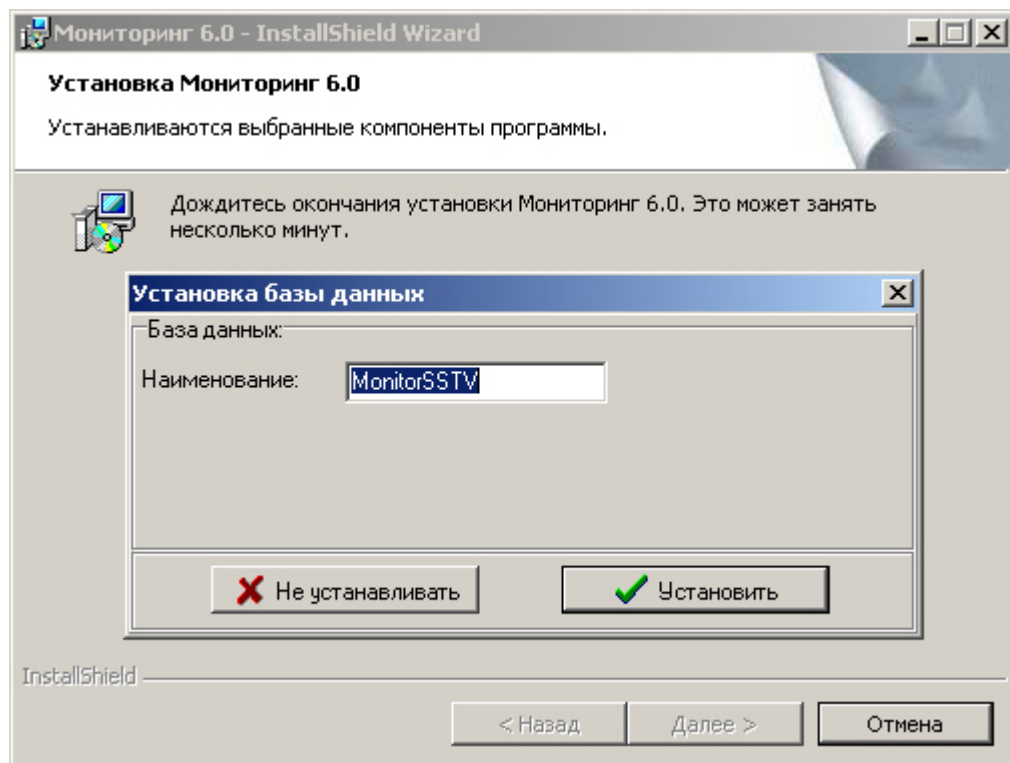 Мониторинг 6.0 - InstallShield Wizard
Установка Мониторинг 6.0
Устанавливаются выбранные компоненты программы.
Дождитесь окончания установки Мониторинг 6.0. Это может занять
несколько минут.
Установка базы данных
База данных:
Наименование: MonitorSSTV
Не устанавливать Установить
InstallShield
< Назад Далее > Отмена